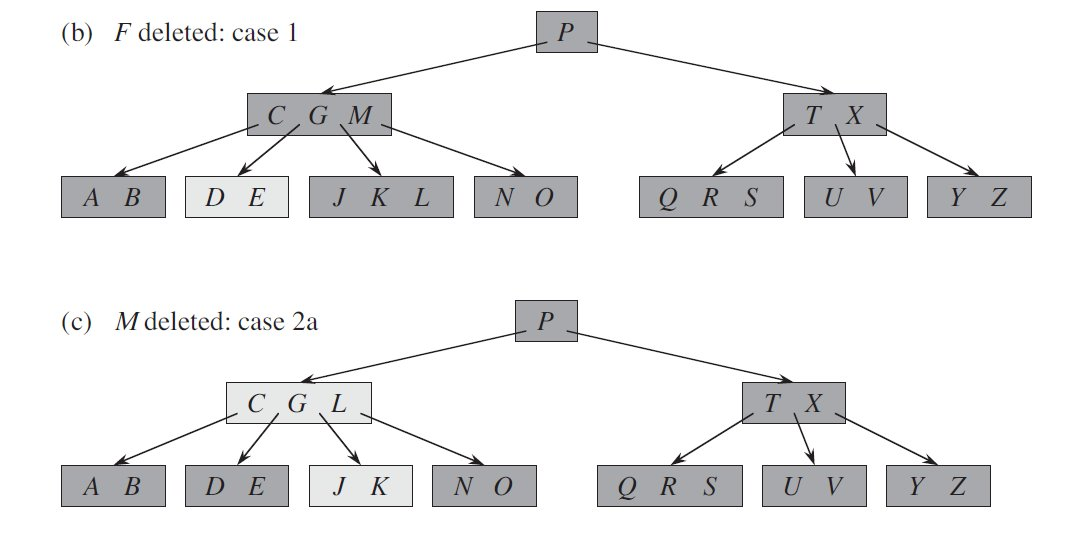 (b) F deleted: case 1
P
C G M
T X
A B
D E
J K L
N O
Q R S
U V
Y Z
(c) M deleted: case 2a
P
C G L
T X
A B
D E
J K
N O
Q R S
U V
Y Z